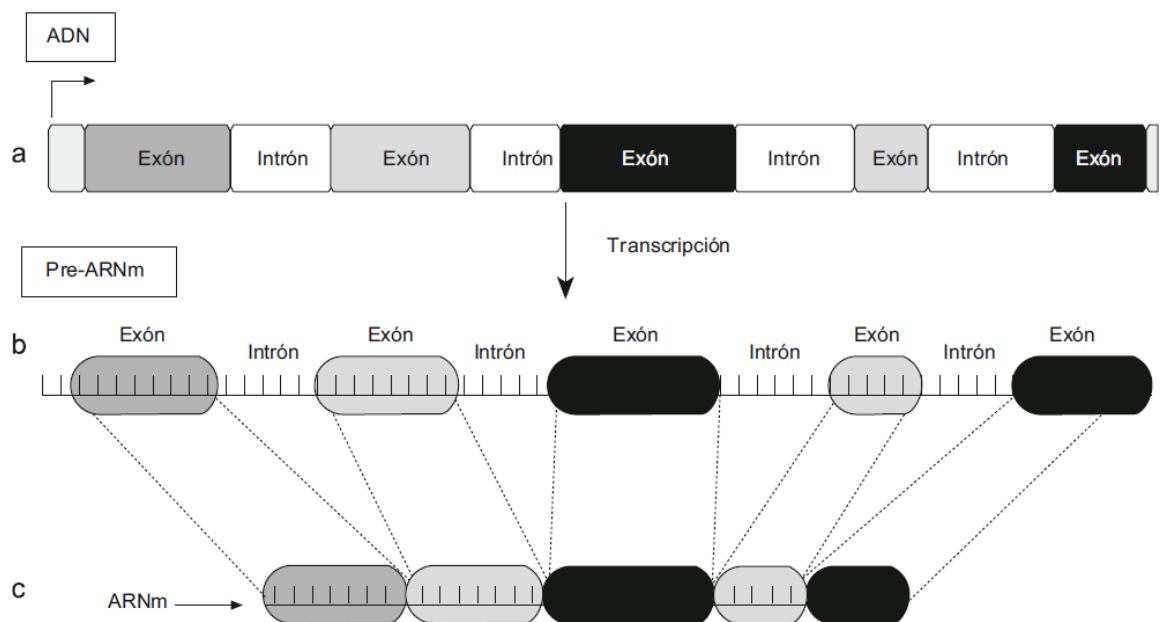 ADN
a
Exón Intrón Exón Intrón Exón Intrón Exón Intrón Exón
Transcripción
Pre-ARNm
b
Exón Exón Exón Exón Exón
Intrón Intrón Intrón Intrón
c
ARNm